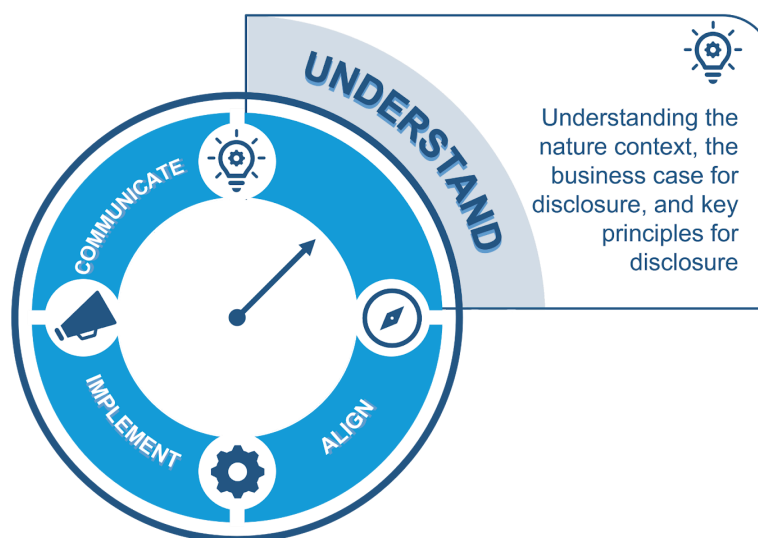 UNDERSTAND
Understanding the
nature context, the
business case for
disclosure, and key
principles for
disclosure
COMMUNICATE
IMPLEMENT
ALIGN